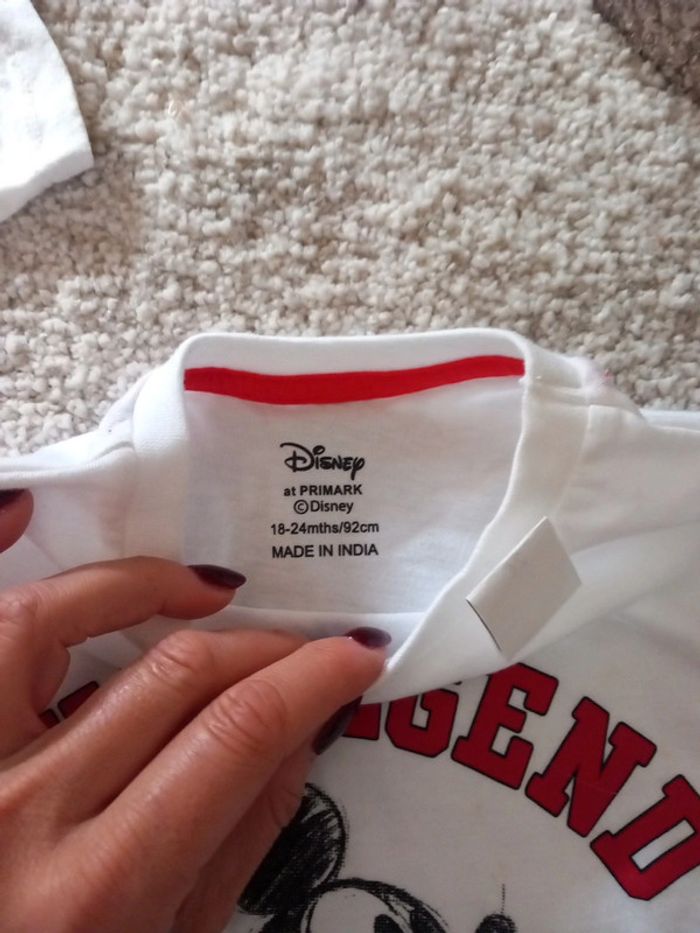 Disney
at PRIMARK
©Disney
18-24mths/92cm
MADE IN INDIA